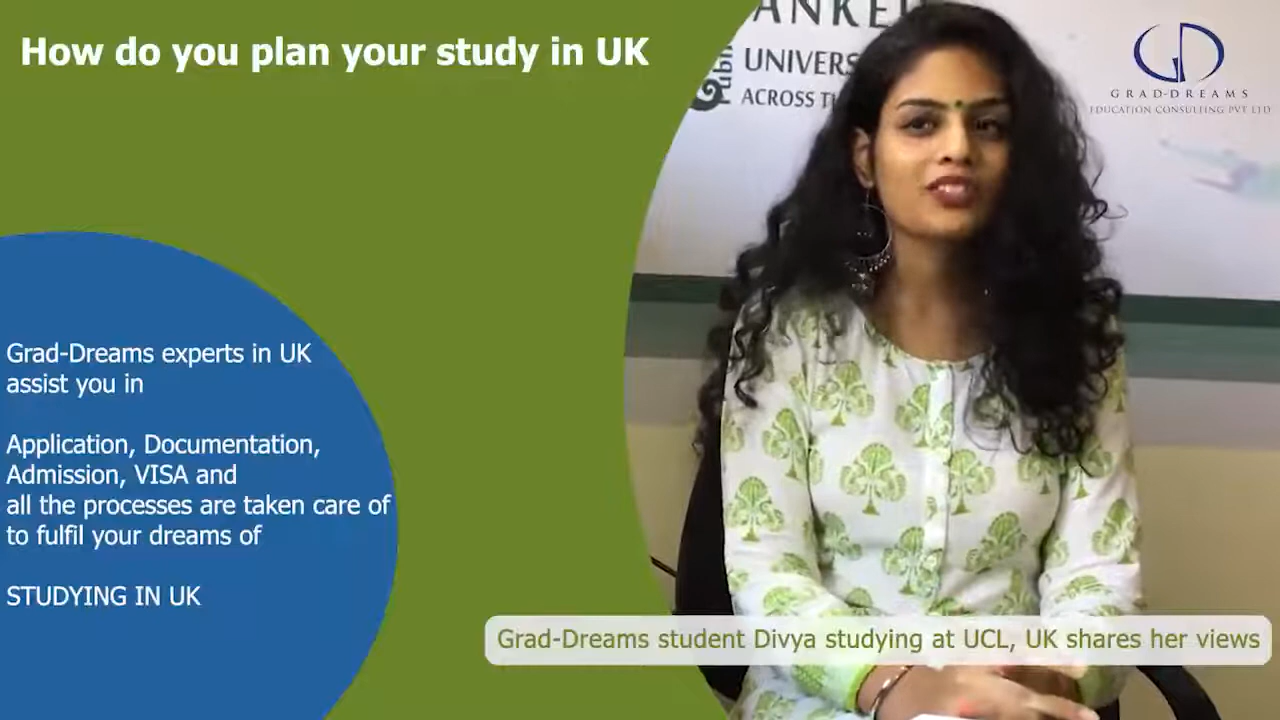 How do you plan your study in UK
ANKE
UNIVERS
ACROSS T
GRAD-DREAMS
EDUCATION CONSULTING PVT LTD
Grad-Dreams experts in UK
assist you in
Application, Documentation,
Admission, VISA and
all the processes are taken care of
to fulfil your dreams of
STUDYING IN UK
Grad-Dreams student Divya studying at UCL, UK shares her views